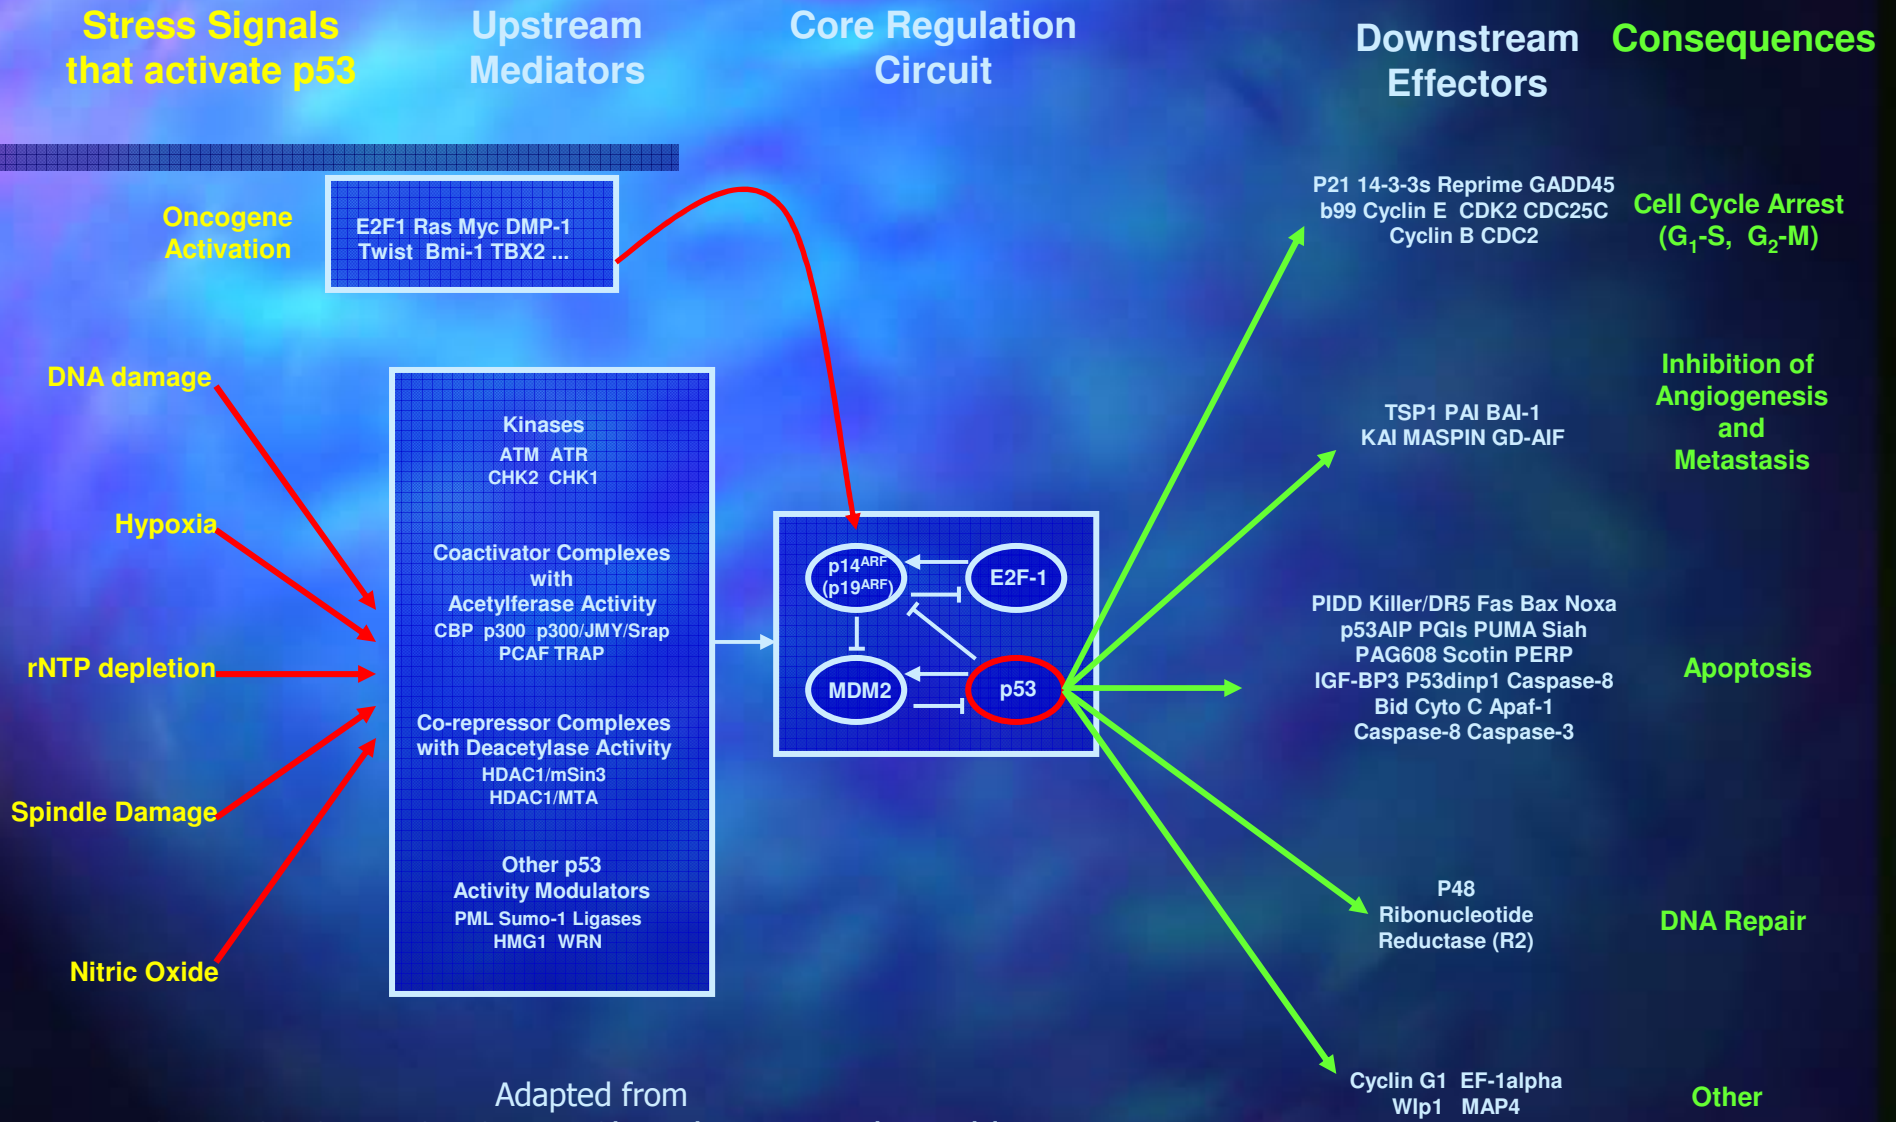 Stress Signals
that activate p53
Upstream
Mediators
Core Regulation
Circuit
Downstream
Effectors
Consequences
Oncogene
Activation
E2F1 Ras Myc DMP-1
Twist Bmi-1 TBX2 ...
DNA damage
Hypoxia
rNTP depletion
Spindle Damage
Nitric Oxide
Kinases
ATM ATR
CHK2 CHK1
Coactivator Complexes
with
Acetylferase Activity
CBP p300 p300/JMY/Srap
PCAF TRAP
Co-repressor Complexes
with Deacetylase Activity
HDAC1/mSin3
HDAC1/MTA
Other p53
Activity Modulators
PML Sumo-1 Ligases
HMG1 WRN
p14ARF
(p19ARF)
E2F-1
MDM2
p53
P21 14-3-3s Reprime GADD45
b99 Cyclin E CDK2 CDC25C
Cyclin B CDC2
Cell Cycle Arrest
(G1-S, G2-M)
TSP1 PAI BAI-1
KAI MASPIN GD-AIF
Inhibition of
Angiogenesis
and
Metastasis
PIDD Killer/DR5 Fas Bax Noxa
p53AIP PGIs PUMA Siah
PAG608 Scotin PERP
IGF-BP3 P53dinp1 Caspase-8
Bid Cyto C Apaf-1
Caspase-8 Caspase-3
Apoptosis
P48
Ribonucleotide
Reductase (R2)
DNA Repair
Cyclin G1 EF-1alpha
Wlp1 MAP4
Other
Adapted from